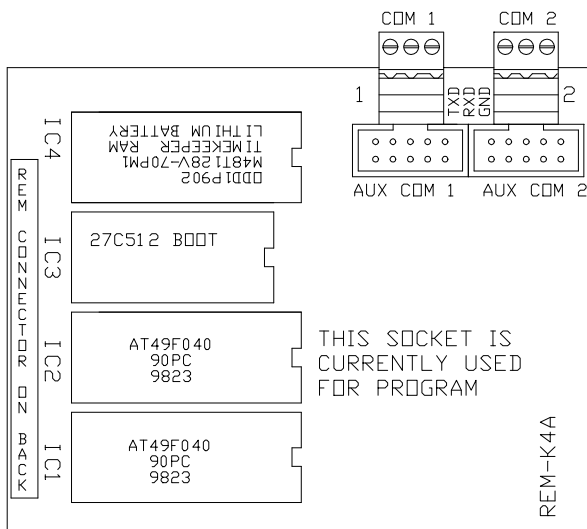 COM 1
COM 2
1
TXD
RXD
GND
2
AUX COM 1
AUX COM 2
IC4
ODD1P902
M48T128V-70PM1
TIMEKEEPER RAM
LITHIUM BATTERY
REM CONNECTOR ON BACK
IC3
27C512 BOOT
IC2
AT49F040
90PC
9823
THIS SOCKET IS
CURRENTLY USED
FOR PROGRAM
IC1
AT49F040
90PC
9823
REM-K4A